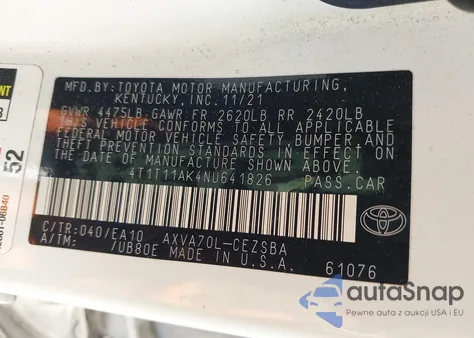 MFD. BY: TOYOTA MOTOR MANUFACTURING,
KENTUCKY, INC. 11/21
GVWR 4475LB GAWR FR 2620LB RR 2420LB
THIS VEHICLE CONFORMS TO ALL APPLICABLE
FEDERAL MOTOR VEHICLE SAFETY, BUMPER, AND
THEFT PREVENTION STANDARDS IN EFFECT ON
THE DATE OF MANUFACTURE SHOWN ABOVE.
4T1T11AK4NU641826 PASS.CAR
C/TR: 040/EA10 AXVA70L-CEZSBA
A/TM: /UB80E MADE IN U.S.A.
61076
TOYOTA
52
autoSnap
Pewne auta z aukcji USA i EU